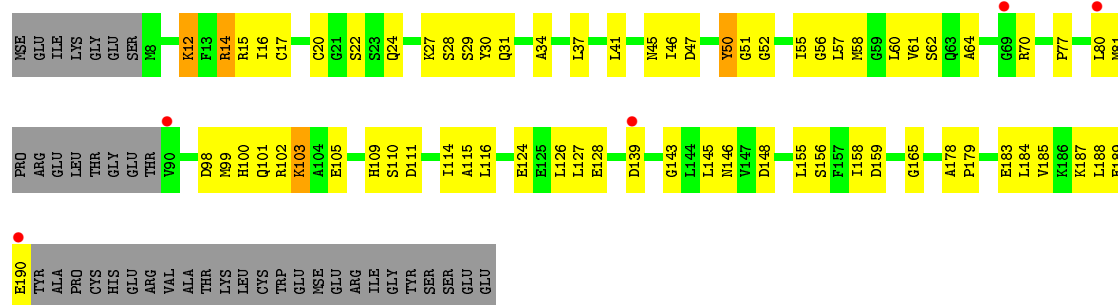 MSE GLU ILE LYS GLY GLU SER M8 K12 F13 R14 R15 I16 C17 C20 G21 S22 S23 Q24 K27 S28 S29 Y30 Q31 A34 L37 L41 N45 I46 D47 Y50 G51 G52 I55 G56 L57 M58 G59 L60 V61 S62 Q63 A64 G69 R70 P77 L80 M81
PRO ARG GLU LEU THR GLY GLU THR V90 D98 M99 H100 Q101 R102 K103 A104 E105 H109 S110 D111 I114 A115 L116 E124 E125 L126 L127 E128 D139 G143 L144 L145 N146 V147 D148 L155 S156 F157 I158 D159 G165 A178 P179 E183 L184 V185 K186 K187 L188 E189
E190 TYR ALA PRO CYS HIS GLU ARG VAL ALA THR LYS LEU CYS TRP GLU MSE GLU ARG ILE GLY TYR SER SER GLU GLU